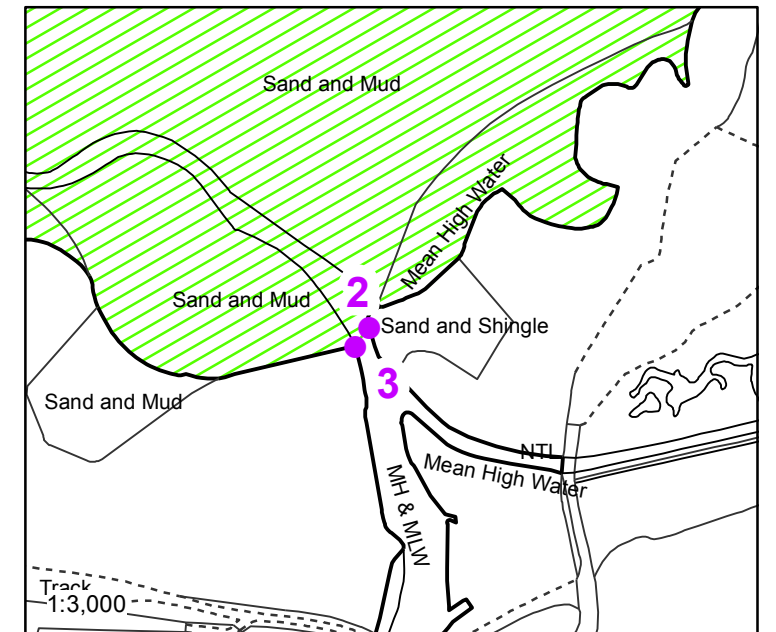 Sand and Mud
Mean High Water
2
Sand and Mud
Sand and Shingle
3
Sand and Mud
NTL
Mean High Water
MH & MLW
Track
1:3,000